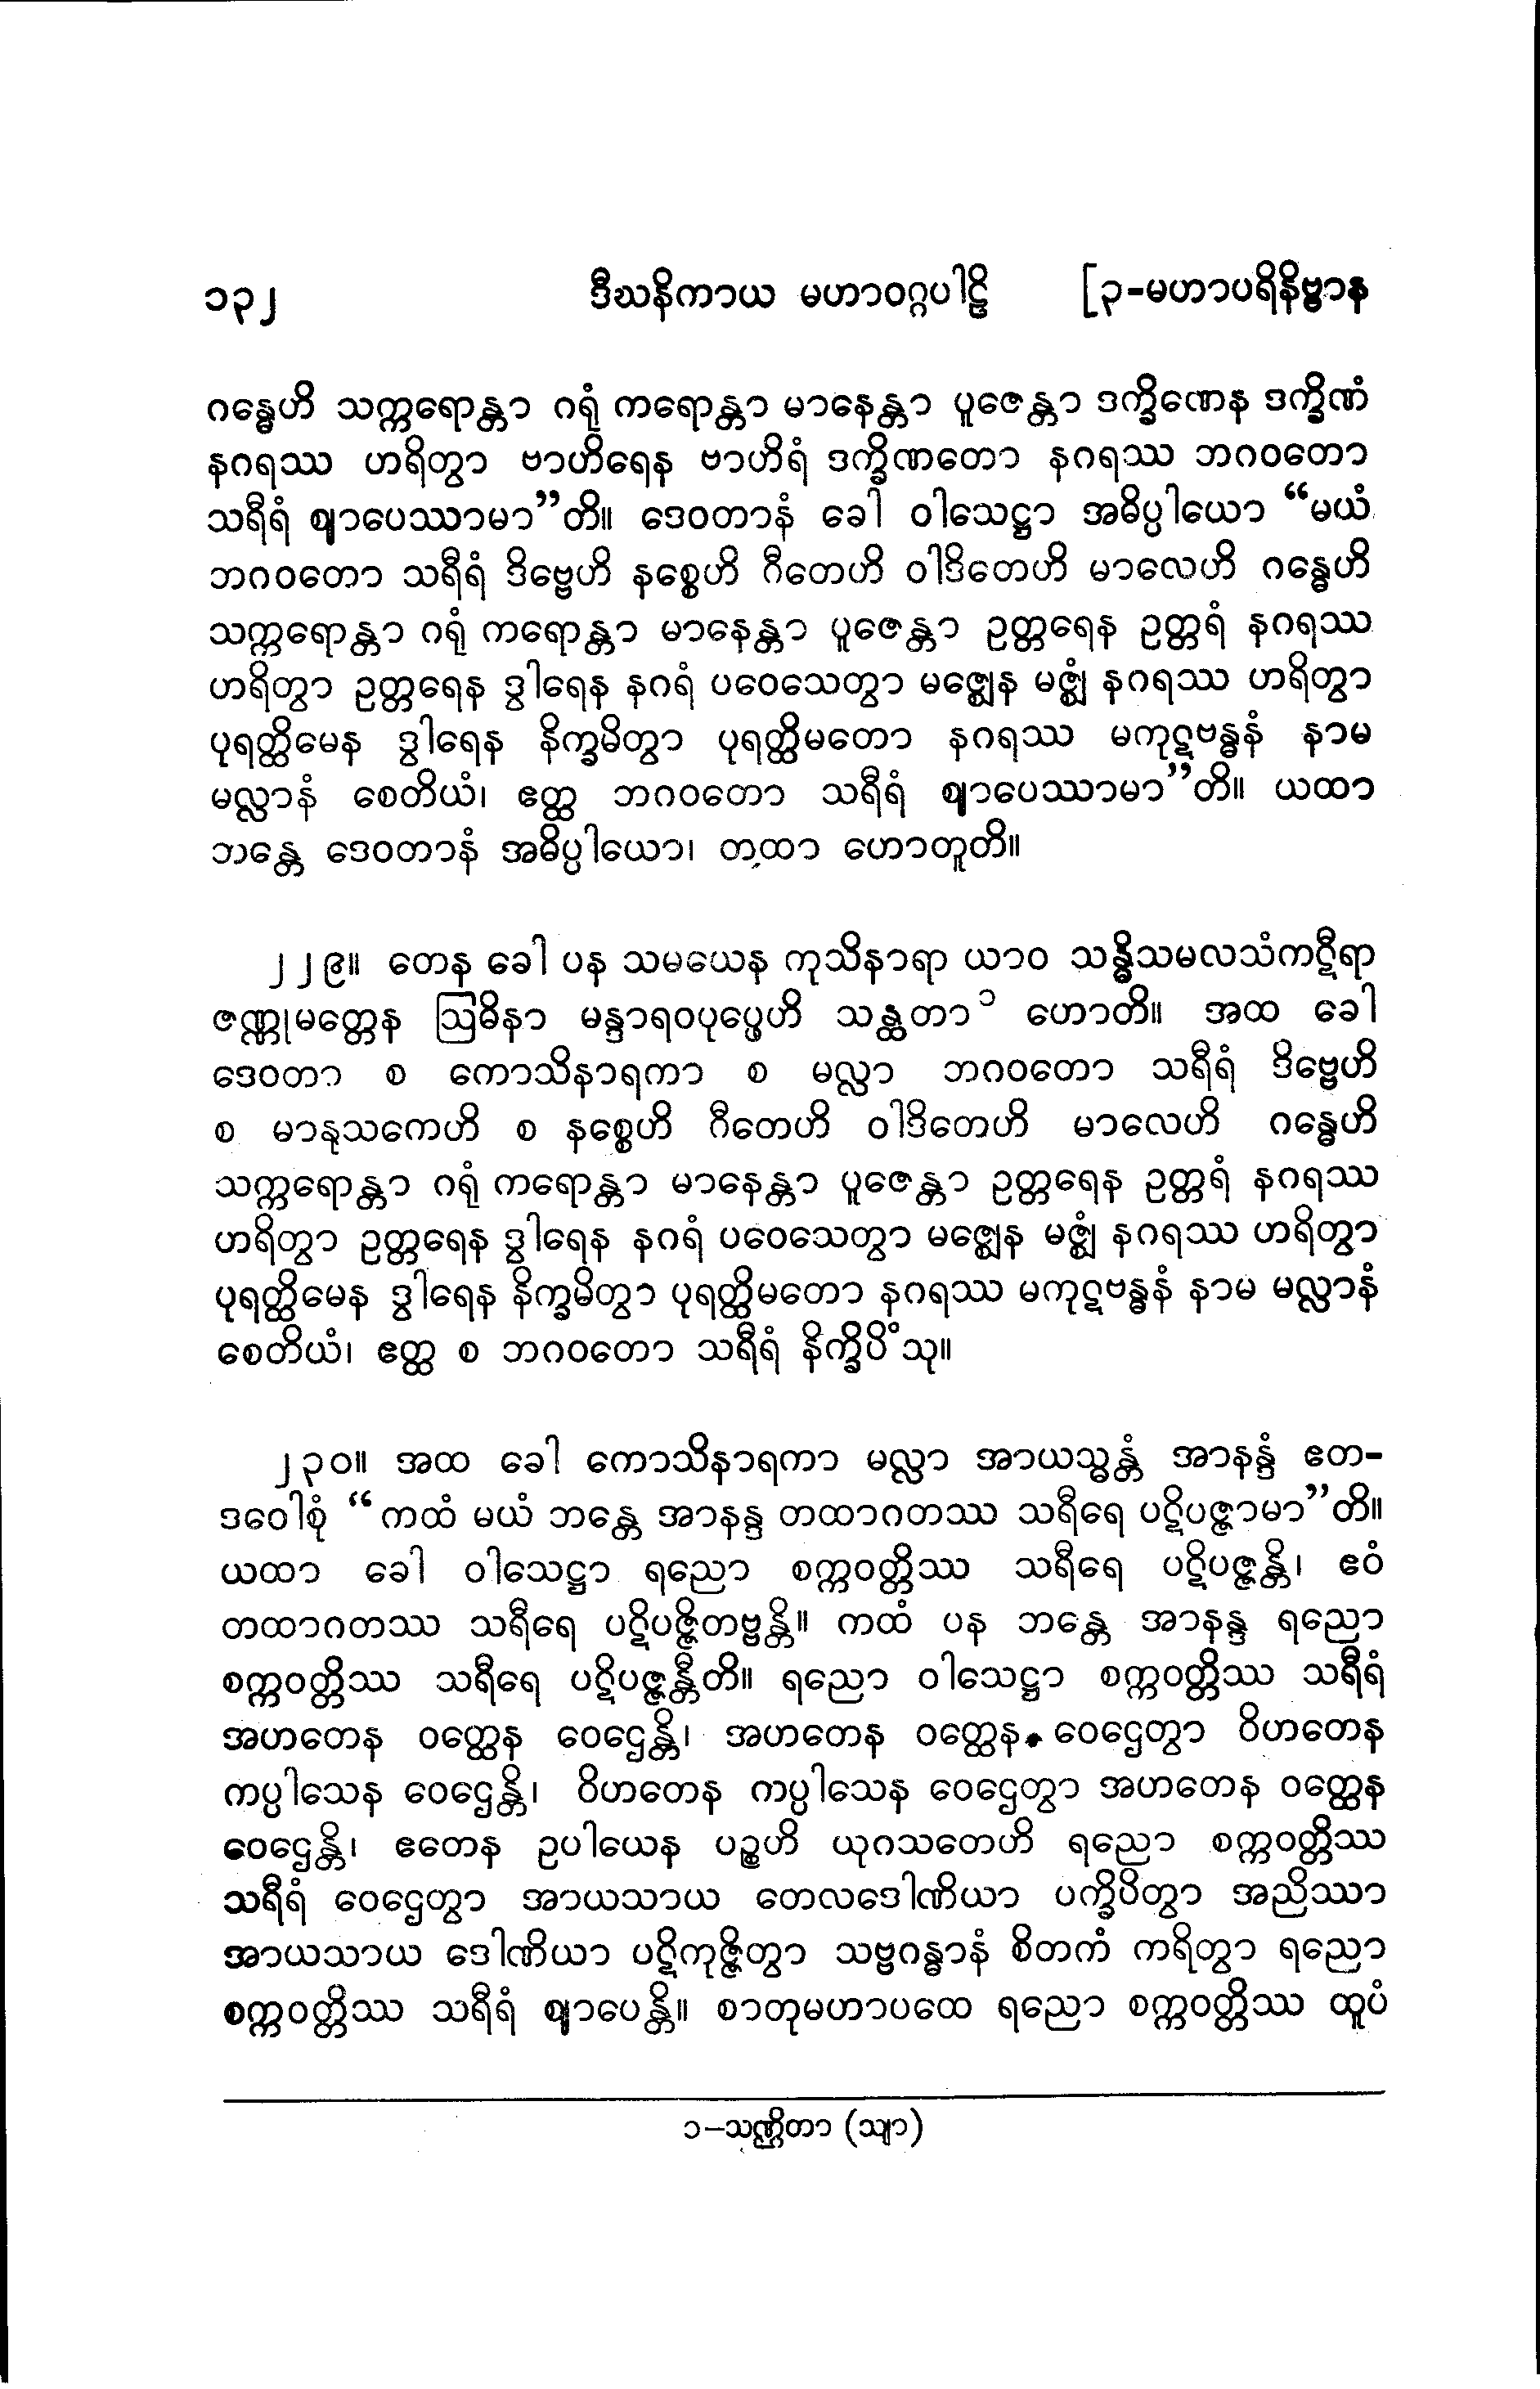 ၁၃၂ ဒီဃနိကာယ မဟာဝဂ္ဂပါဠိ [၃-မဟာပရိနိဗ္ဗာန
ဂန္ဓေဟိ သက္ကရောန္တာ ဂရုံ ကရောန္တာ မာနေန္တာ ပူဇေန္တာ ဒက္ခိဏေန ဒက္ခိဏံ
နဂရဿ ဟရိတွာ ဗာဟိရေန ဗာဟိရံ ဒက္ခိဏတော နဂရဿ ဘဂဝတော
သရီရံ ဈာပေဿာမာ”တိ။ ဒေဝတာနံ ခေါ ဝါသေဋ္ဌာ အဓိပ္ပါယော “မယံ
ဘဂဝတော သရီရံ ဒိဗ္ဗေဟိ နစ္စေဟိ ဂီတေဟိ ဝါဒိတေဟိ မာလေဟိ ဂန္ဓေဟိ
သက္ကရောန္တာ ဂရုံ ကရောန္တာ မာနေန္တာ ပူဇေန္တာ ဥတ္တရေန ဥတ္တရံ နဂရဿ
ဟရိတွာ ဥတ္တရေန ဒွါရေန နဂရံ ပဝေသေတွာ မဇ္ဈေန မဇ္ဈံ နဂရဿ ဟရိတွာ
ပုရတ္ထိမေန ဒွါရေန နိက္ခမိတွာ ပုရတ္ထိမတော နဂရဿ မကုဋဗန္ဓနံ နာမ
မလ္လာနံ စေတိယံ၊ ဧတ္ထ ဘဂဝတော သရီရံ ဈာပေဿာမာ”တိ။ ယထာ
ဘန္တေ ဒေဝတာနံ အဓိပ္ပါယော၊ တထာ ဟောတူတိ။
၂၂၉။ တေန ခေါ ပန သမယေန ကုသိနာရာ ယာဝ သန္ဓိသမလသံကဋီရာ
ဇဏ္ဏုမတ္တေန ဩဓိနာ မန္ဒာရဝပုပ္ဖေဟိ သန္ထတာ ၁ ဟောတိ။ အထ ခေါ
ဒေဝတာ စ ကောသိနာရကာ စ မလ္လာ ဘဂဝတော သရီရံ ဒိဗ္ဗေဟိ
စ မာနုသကေဟိ စ နစ္စေဟိ ဂီတေဟိ ဝါဒိတေဟိ မာလေဟိ ဂန္ဓေဟိ
သက္ကရောန္တာ ဂရုံ ကရောန္တာ မာနေန္တာ ပူဇေန္တာ ဥတ္တရေန ဥတ္တရံ နဂရဿ
ဟရိတွာ ဥတ္တရေန ဒွါရေန နဂရံ ပဝေသေတွာ မဇ္ဈေန မဇ္ဈံ နဂရဿ ဟရိတွာ
ပုရတ္ထိမေန ဒွါရေန နိက္ခမိတွာ ပုရတ္ထိမတော နဂရဿ မကုဋဗန္ဓနံ နာမ မလ္လာနံ
စေတိယံ၊ ဧတ္ထ စ ဘဂဝတော သရီရံ နိက္ခိပိံသု။
၂၃၀။ အထ ခေါ ကောသိနာရကာ မလ္လာ အာယသ္မန္တံ အာနန္ဒံ ဧတ-
ဒဝေါစုံ “ကထံ မယံ ဘန္တေ အာနန္ဒ တထာဂတဿ သရီရေ ပဋိပဇ္ဇာမာ”တိ။
ယထာ ခေါ ဝါသေဋ္ဌာ ရညော စက္ကဝတ္တိဿ သရီရေ ပဋိပဇ္ဇန္တိ၊ ဧဝံ
တထာဂတဿ သရီရေ ပဋိပဇ္ဇိတဗ္ဗန္တိ။ ကထံ ပန ဘန္တေ အာနန္ဒ ရညော
စက္ကဝတ္တိဿ သရီရေ ပဋိပဇ္ဇန္တီတိ။ ရညော ဝါသေဋ္ဌာ စက္ကဝတ္တိဿ သရီရံ
အဟတေန ဝတ္ထေန ဝေဌေန္တိ၊ အဟတေန ဝတ္ထေန ဝေဌေတွာ ဝိဟတေန
ကပ္ပါသေန ဝေဌေန္တိ၊ ဝိဟတေန ကပ္ပါသေန ဝေဌေတွာ အဟတေန ဝတ္ထေန
ဝေဌေန္တိ၊ ဧတေန ဥပါယေန ပဉ္စဟိ ယုဂသတေဟိ ရညော စက္ကဝတ္တိဿ
သရီရံ ဝေဌေတွာ အာယသာယ တေလဒေါဏိယာ ပက္ခိပိတွာ အညိဿာ
အာယသာယ ဒေါဏိယာ ပဋိကုဇ္ဇိတွာ သဗ္ဗဂန္ဓာနံ စိတကံ ကရိတွာ ရညော
စက္ကဝတ္တိဿ သရီရံ ဈာပေန္တိ။ စာတုမဟာပထေ ရညော စက္ကဝတ္တိဿ ထူပံ
၁–သဏ္ဌိတာ (သျာ)